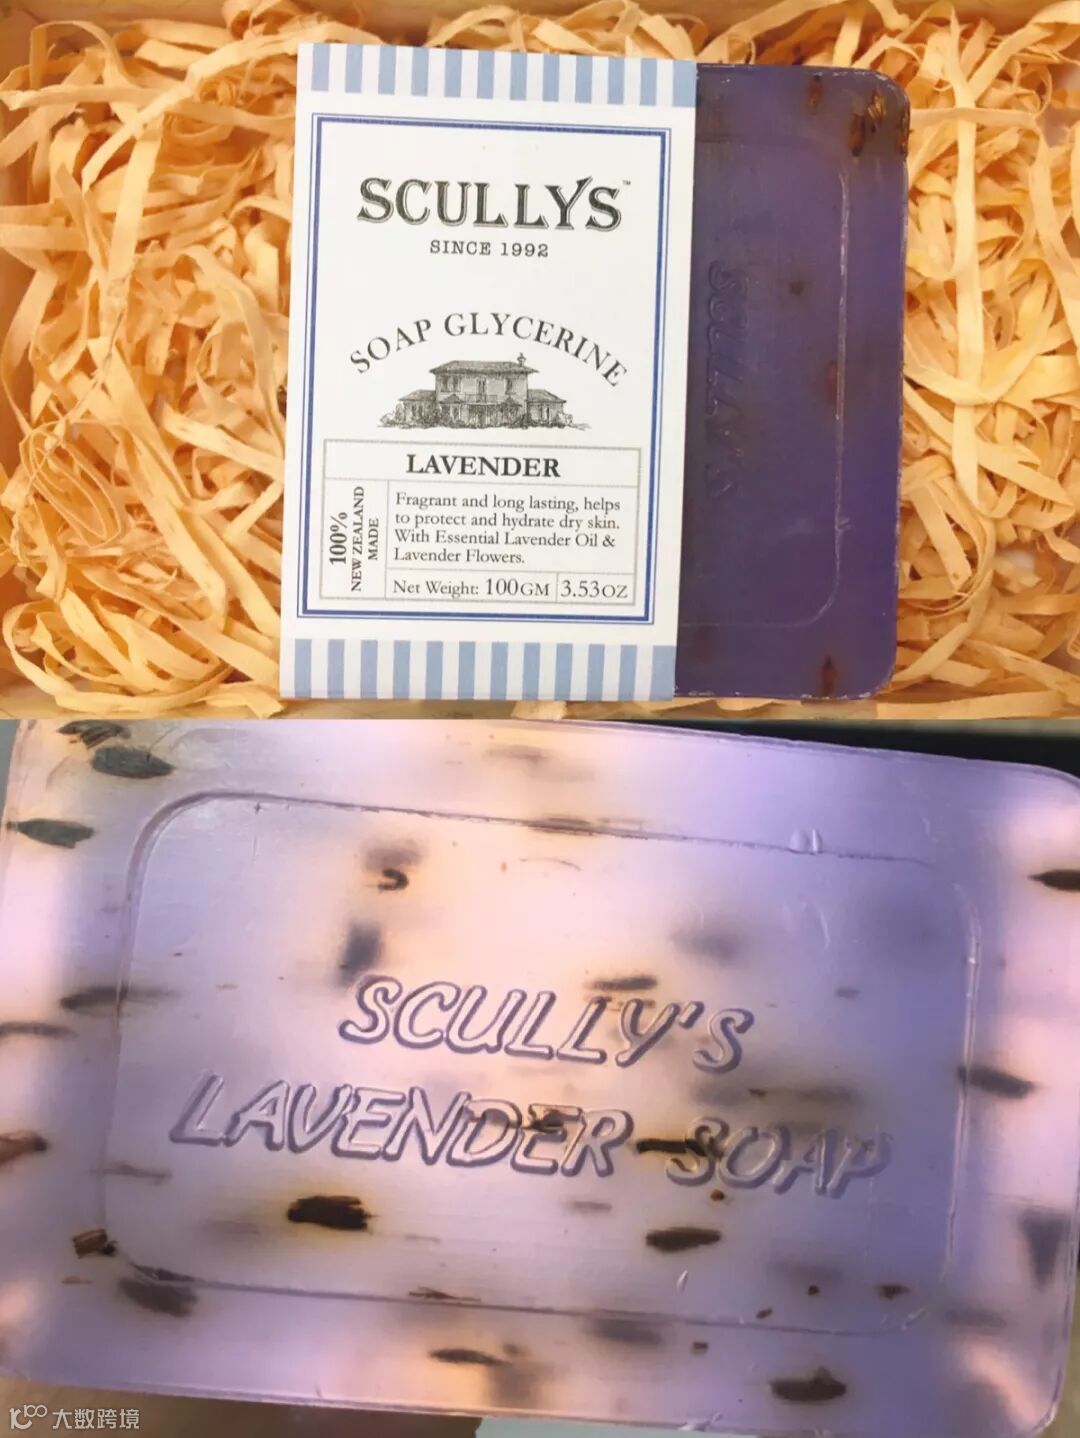 SCULLYS™
SINCE 1992
SOAP GLYCERINE
LAVENDER
100%
NEW ZEALAND
MADE
Fragrant and long lasting, helps
to protect and hydrate dry skin.
With Essential Lavender Oil &
Lavender Flowers.
Net Weight: 100GM 3.53OZ
SCULLY'S
SCULLY'S
LAVENDER SOAP
大数跨境